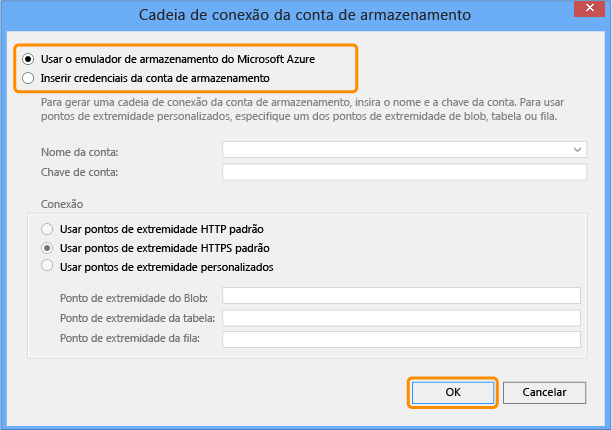 Cadeia de conexão da conta de armazenamento
Usar o emulador de armazenamento do Microsoft Azure
Inserir credenciais da conta de armazenamento
Para gerar uma cadeia de conexão da conta de armazenamento, insira o nome e a chave da conta. Para usar
pontos de extremidade personalizados, especifique um dos pontos de extremidade de blob, tabela ou fila.
Nome da conta:
Chave de conta:
Conexão
Usar pontos de extremidade HTTP padrão
Usar pontos de extremidade HTTPS padrão
Usar pontos de extremidade personalizados
Ponto de extremidade do Blob:
Ponto de extremidade da tabela:
Ponto de extremidade da fila:
OK
Cancelar